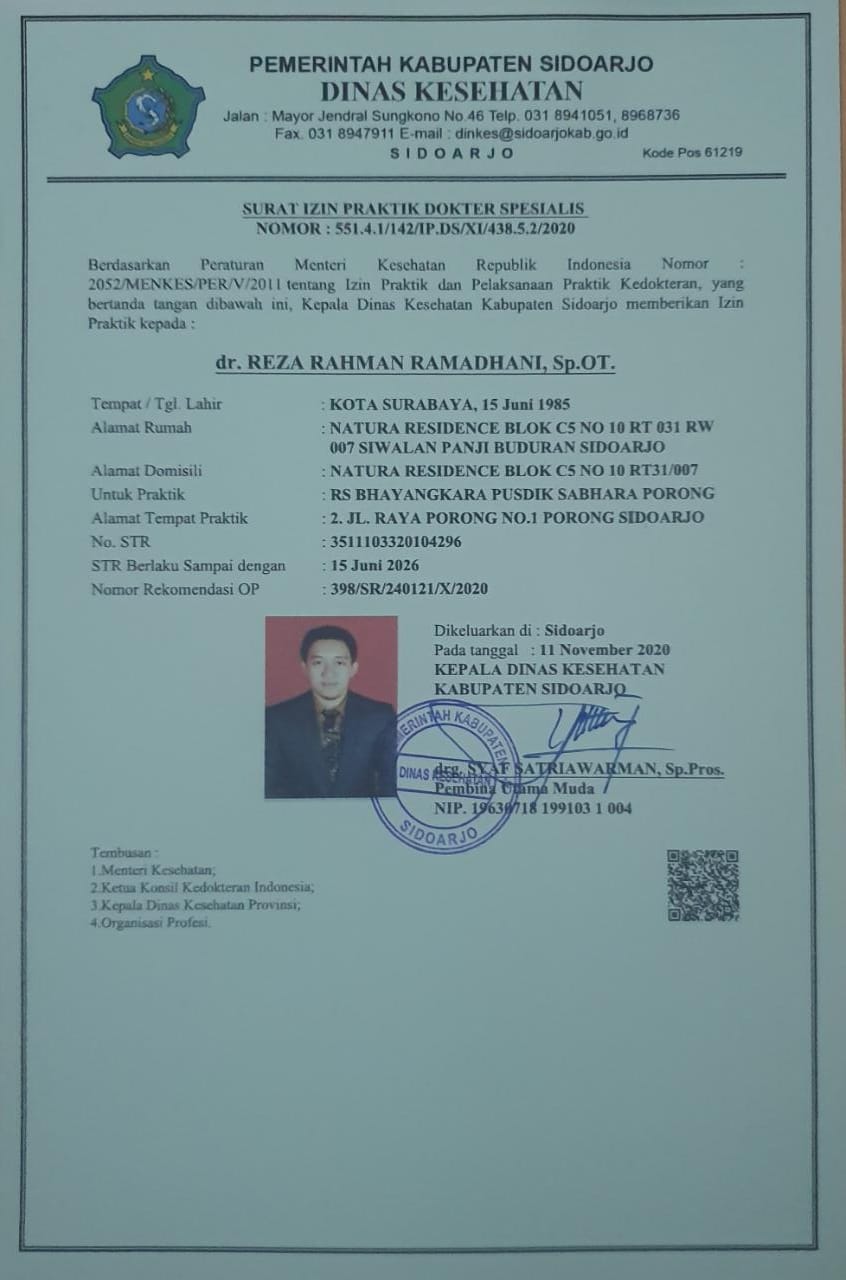 PEMERINTAH KABUPATEN SIDOARJO
DINAS KESEHATAN
Jalan : Mayor Jendral Sungkono No.46 Telp. 031 8941051, 8968736
Fax. 031 8947911 E-mail : dinkes@sidoarjokab.go.id
SIDOARJO
Kode Pos 61219
SURAT IZIN PRAKTIK DOKTER SPESIALIS
NOMOR : 551.4.1/142/IP.DS/XI/438.5.2/2020
Berdasarkan Peraturan Menteri Kesehatan Republik Indonesia Nomor :
2052/MENKES/PER/V/2011 tentang Izin Praktik dan Pelaksanaan Praktik Kedokteran, yang
bertanda tangan dibawah ini, Kepala Dinas Kesehatan Kabupaten Sidoarjo memberikan Izin
Praktik kepada :
dr. REZA RAHMAN RAMADHANI, Sp.OT.
Tempat / Tgl. Lahir : KOTA SURABAYA, 15 Juni 1985
Alamat Rumah : NATURA RESIDENCE BLOK C5 NO 10 RT 031 RW
007 SIWALAN PANJI BUDURAN SIDOARJO
Alamat Domisili : NATURA RESIDENCE BLOK C5 NO 10 RT31/007
Untuk Praktik : RS BHAYANGKARA PUSDIK SABHARA PORONG
Alamat Tempat Praktik : 2. JL. RAYA PORONG NO.1 PORONG SIDOARJO
No. STR : 3511103320104296
STR Berlaku Sampai dengan : 15 Juni 2026
Nomor Rekomendasi OP : 398/SR/240121/X/2020
Dikeluarkan di : Sidoarjo
Pada tanggal : 11 November 2020
KEPALA DINAS KESEHATAN
KABUPATEN SIDOARJO
drg. SYAF SATRIAWARMAN, Sp.Pros.
Pembina Utama Muda
NIP. 19630718 199103 1 004
PEMERINTAH KABUPATEN
DINAS KESEHATAN
SIDOARJO
Tembusan :
1.Menteri Kesehatan;
2.Ketua Konsil Kedokteran Indonesia;
3.Kepala Dinas Kesehatan Provinsi;
4.Organisasi Profesi.